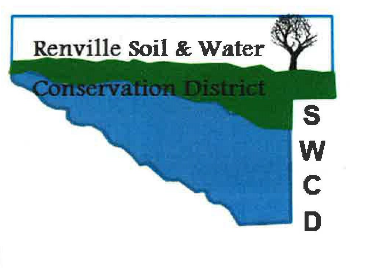 Renville Soil & Water
Conservation District
S
W
C
D